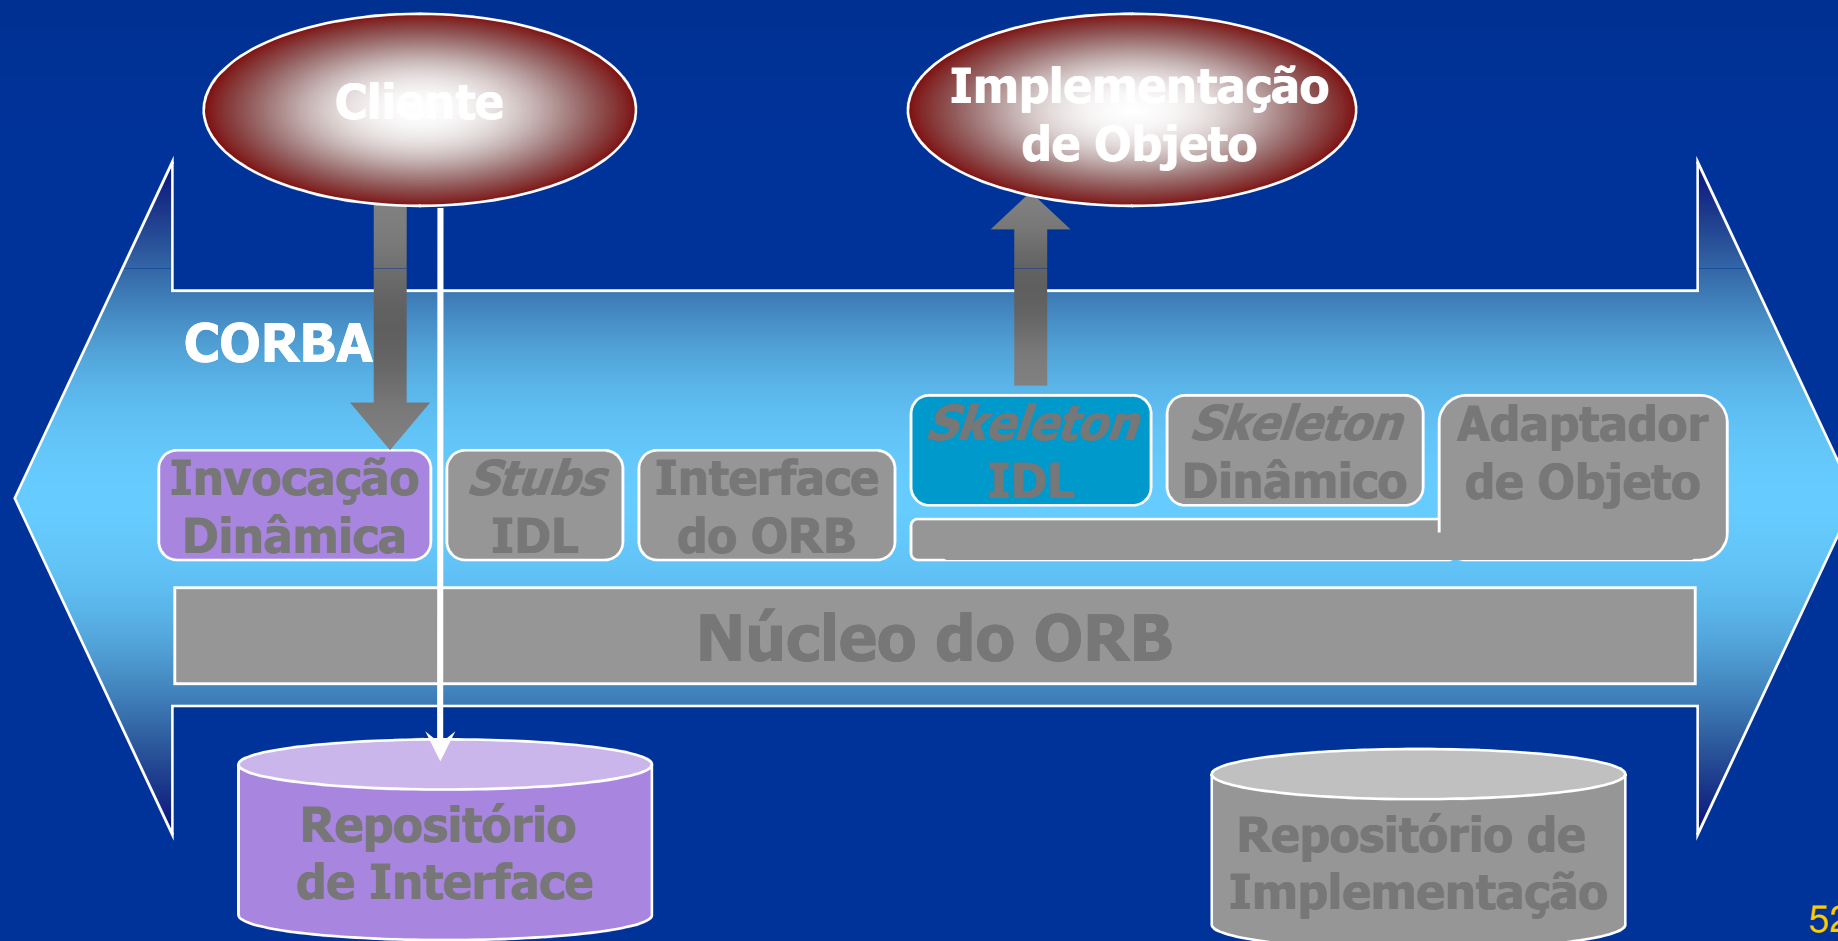 Cliente
Implementação
de Objeto
CORBA
Invocação
Dinâmica
Stubs
IDL
Interface
do ORB
Skeleton
IDL
Skeleton
Dinâmico
Adaptador
de Objeto
Núcleo do ORB
Repositório
de Interface
Repositório de
Implementação
52